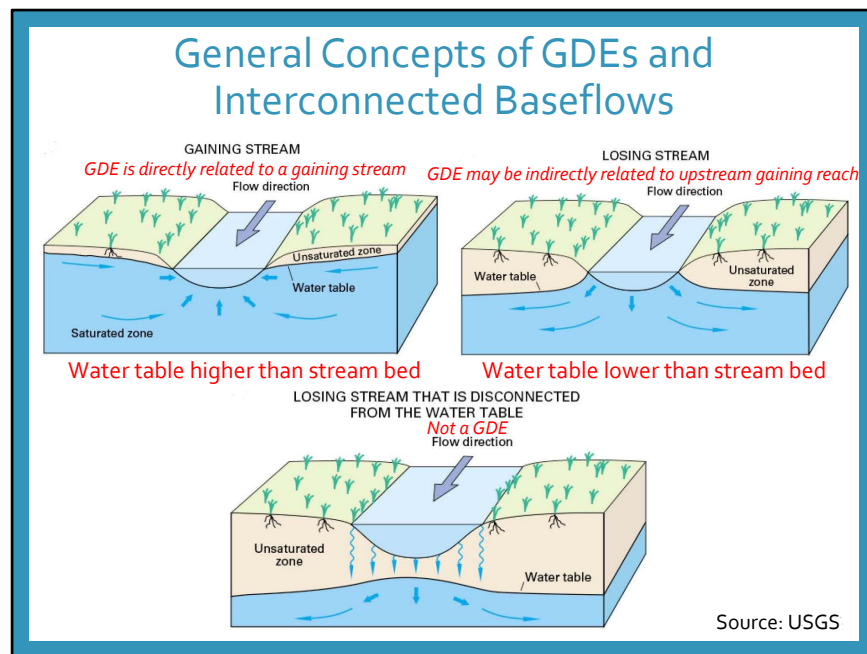 General Concepts of GDEs and
Interconnected Baseflows
GAINING STREAM
GDE is directly related to a gaining stream
Flow direction
Unsaturated
zone
Water table
Saturated zone
Water table higher than stream bed
LOSING STREAM
GDE may be indirectly related to upstream gaining reach
Flow direction
Water table
Unsaturated
zone
Water table lower than stream bed
LOSING STREAM THAT IS DISCONNECTED
FROM THE WATER TABLE
Not a GDE
Flow direction
Unsaturated
zone
Water table
Source: USGS